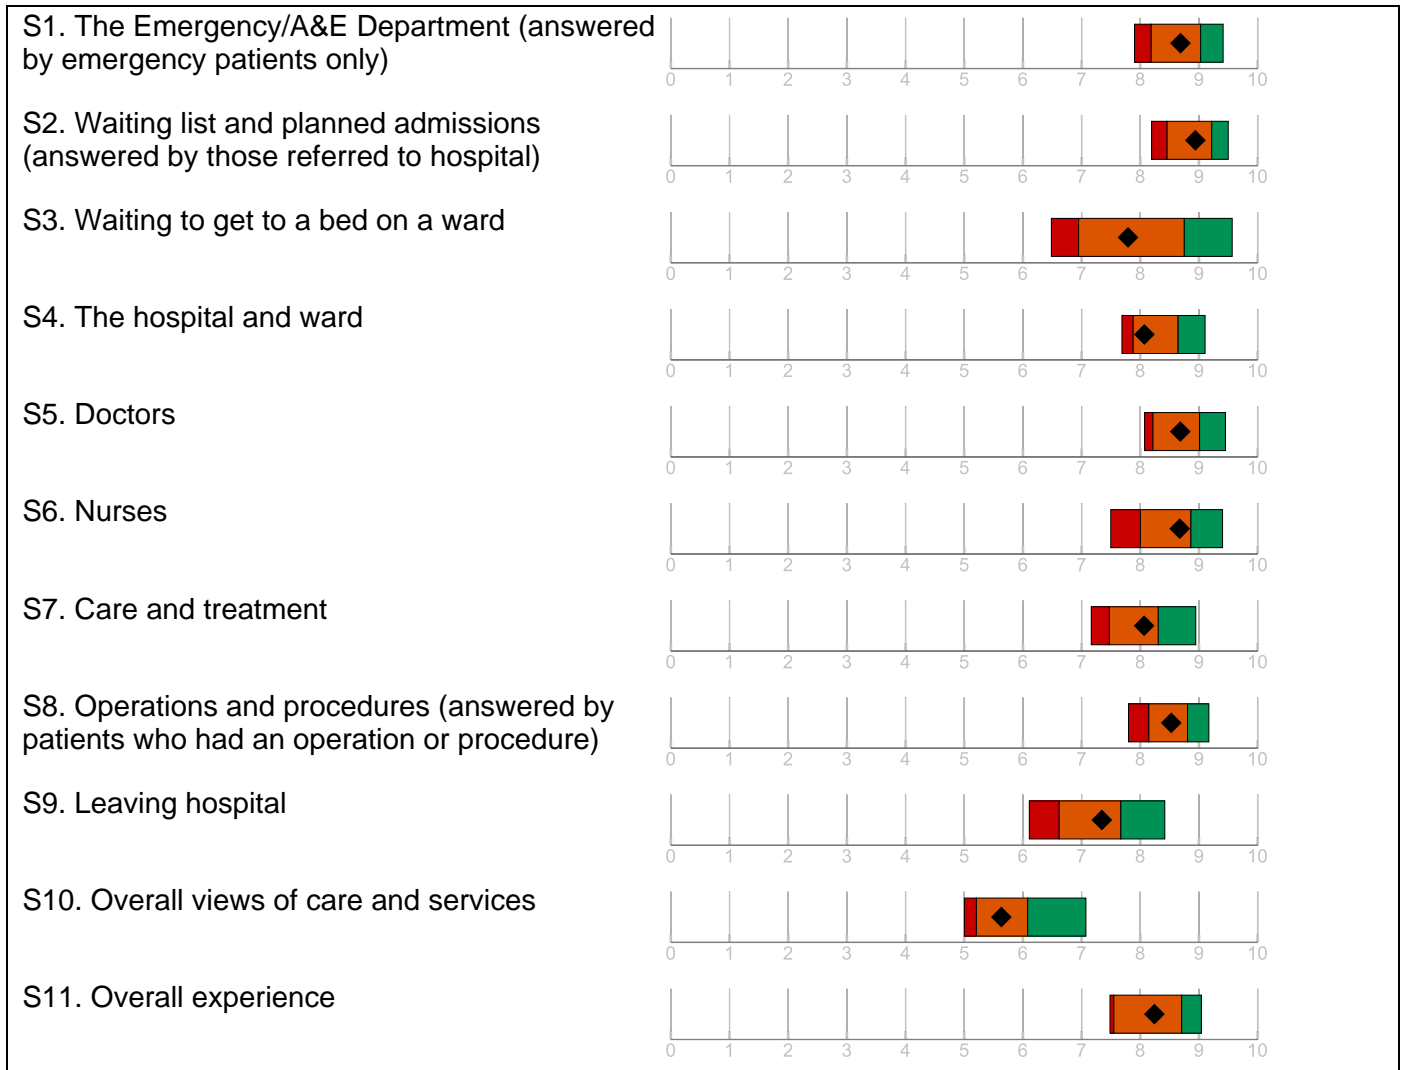 S1. The Emergency/A&E Department (answered
by emergency patients only)
0 1 2 3 4 5 6 7 8 9 10
S2. Waiting list and planned admissions
(answered by those referred to hospital)
0 1 2 3 4 5 6 7 8 9 10
S3. Waiting to get to a bed on a ward
0 1 2 3 4 5 6 7 8 9 10
S4. The hospital and ward
0 1 2 3 4 5 6 7 8 9 10
S5. Doctors
0 1 2 3 4 5 6 7 8 9 10
S6. Nurses
0 1 2 3 4 5 6 7 8 9 10
S7. Care and treatment
0 1 2 3 4 5 6 7 8 9 10
S8. Operations and procedures (answered by
patients who had an operation or procedure)
0 1 2 3 4 5 6 7 8 9 10
S9. Leaving hospital
0 1 2 3 4 5 6 7 8 9 10
S10. Overall views of care and services
0 1 2 3 4 5 6 7 8 9 10
S11. Overall experience
0 1 2 3 4 5 6 7 8 9 10